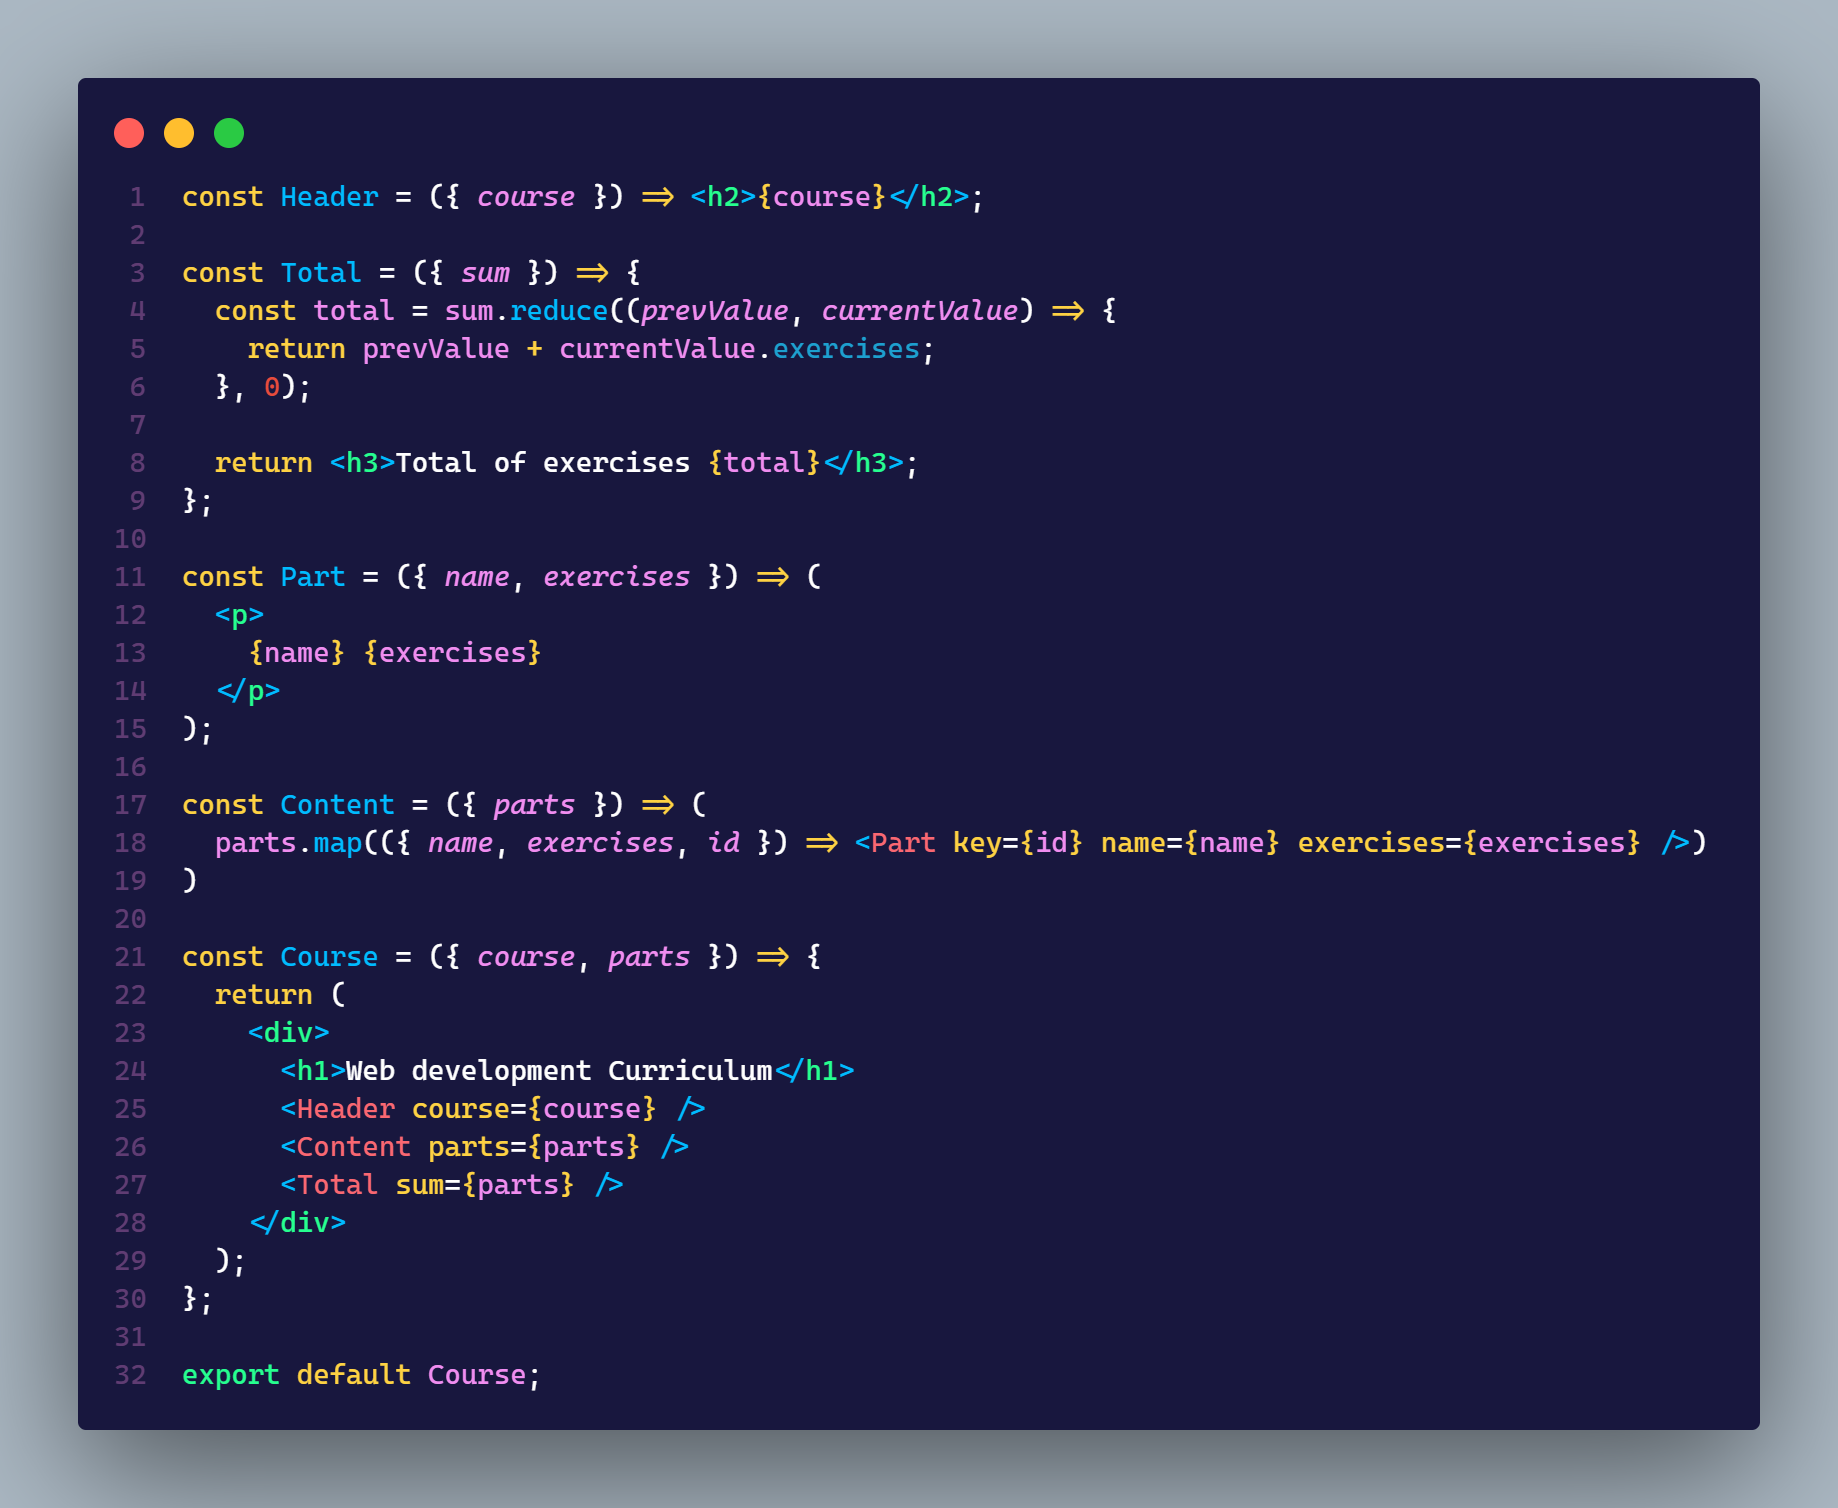 1 const Header = ({ course }) => <h2>{course}</h2>;
2
3 const Total = ({ sum }) => {
4   const total = sum.reduce((prevValue, currentValue) => {
5     return prevValue + currentValue.exercises;
6   }, 0);
7
8   return <h3>Total of exercises {total}</h3>;
9 };
10
11 const Part = ({ name, exercises }) => (
12   <p>
13     {name} {exercises}
14   </p>
15 );
16
17 const Content = ({ parts }) => (
18   parts.map(({ name, exercises, id }) => <Part key={id} name={name} exercises={exercises} />)
19 )
20
21 const Course = ({ course, parts }) => {
22   return (
23     <div>
24       <h1>Web development Curriculum</h1>
25       <Header course={course} />
26       <Content parts={parts} />
27       <Total sum={parts} />
28     </div>
29   );
30 };
31
32 export default Course;